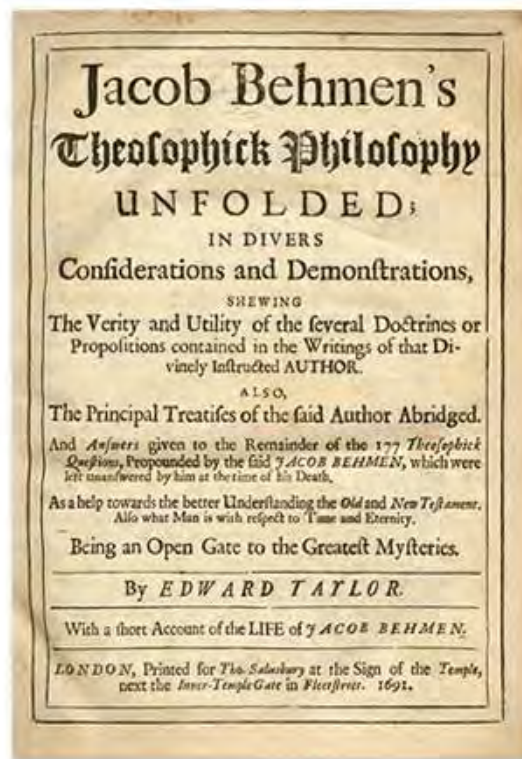 Jacob Behmen's
Theoſophick Philoſophy
UNFOLDED;
IN DIVERS
Conſiderations and Demonſtrations,
SHEWING
The Verity and Utility of the ſeveral Doctrines or
Propoſitions contained in the Writings of that Di-
vinely Inſtructed AUTHOR.
ALSO,
The Principal Treatiſes of the ſaid Author Abridged.
And Anſwers given to the Remainder of the 177 Theoſophick
Queſtions, Propounded by the ſaid JACOB BEHMEN, which were
left unanſwered by him at the time of his Death.
As a help towards the better Underſtanding the Old and New Teſtament.
Alſo what Man is with reſpect to Time and Eternity.
Being an Open Gate to the Greateſt Myſteries.
By EDWARD TAYLOR.
With a ſhort Account of the LIFE of JACOB BEHMEN.
LONDON, Printed for Tho. Salusbury at the Sign of the Temple,
next the Inner-Temple Gate in Fleetſtreet. 1691.